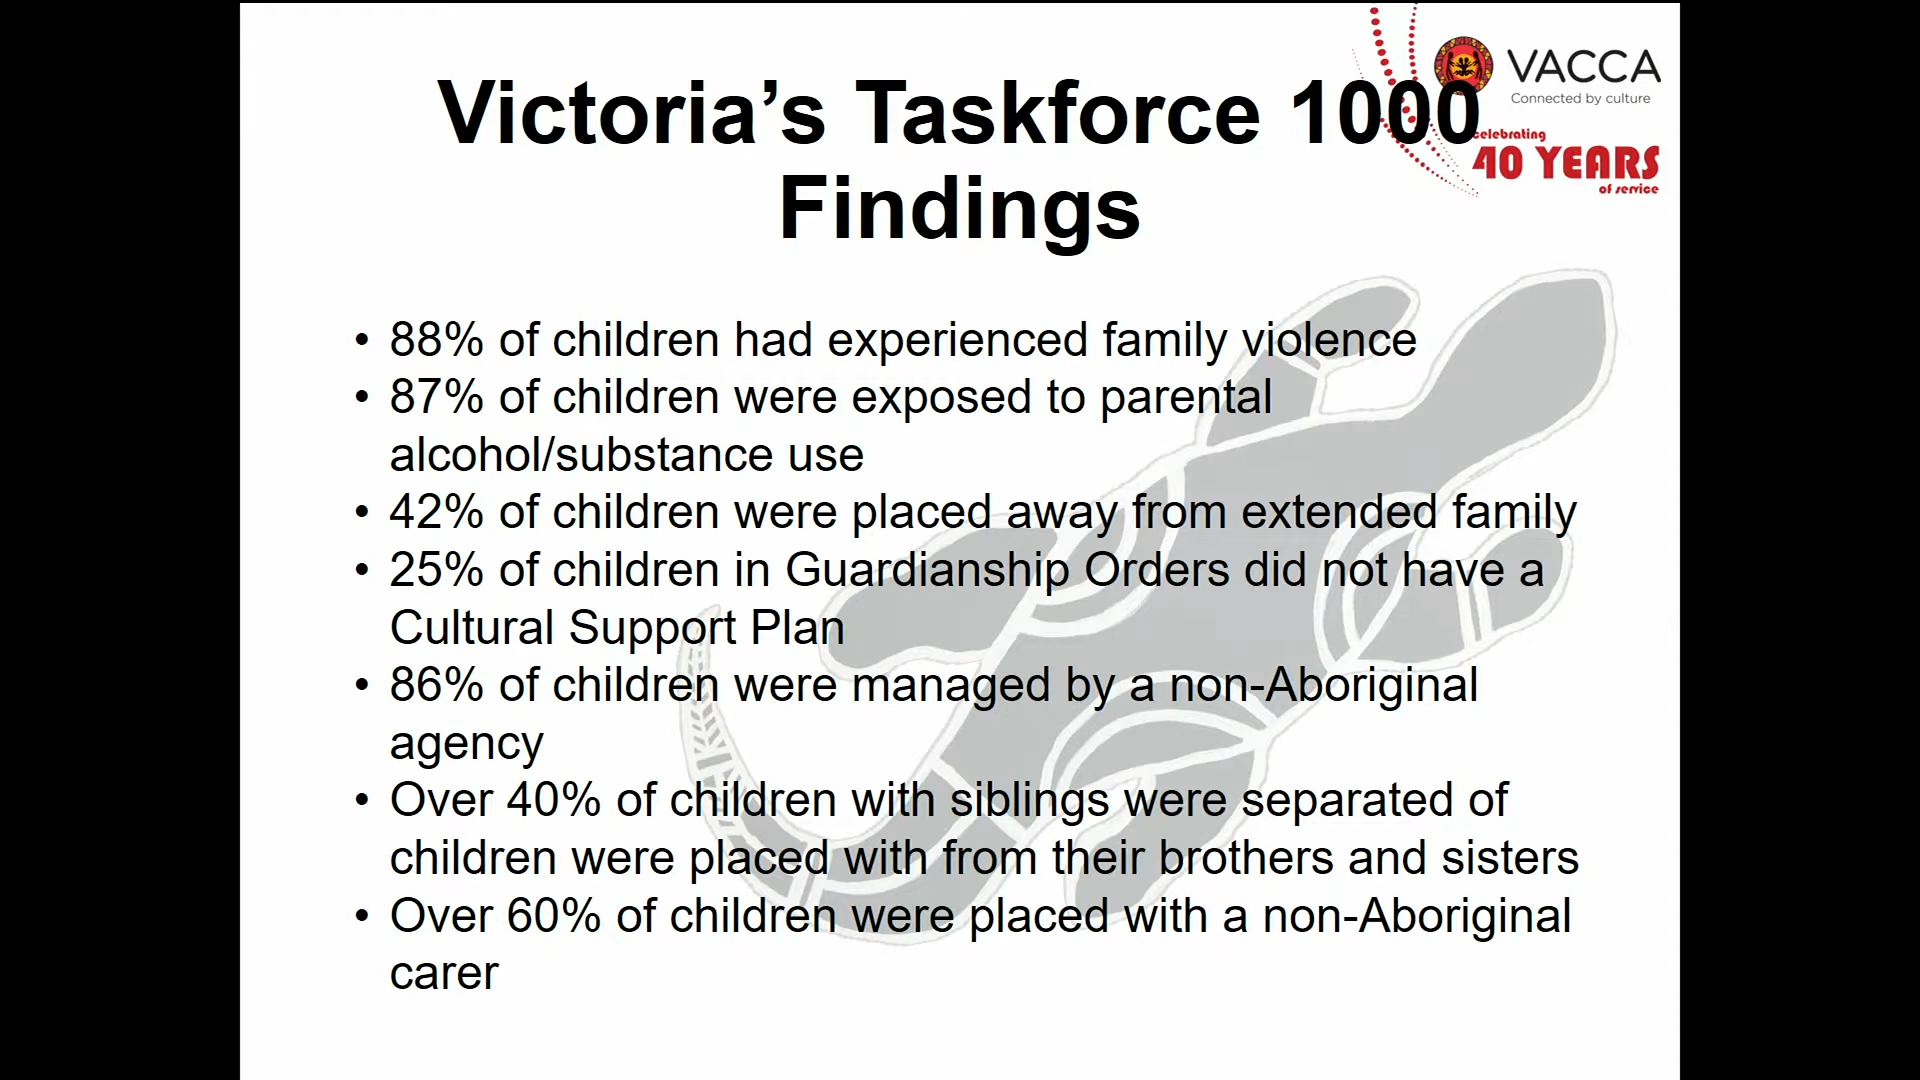 Victoria’s Taskforce 1000
Findings
VACCA
Connected by culture
celebrating
40 YEARS
of service
• 88% of children had experienced family violence
• 87% of children were exposed to parental
alcohol/substance use
• 42% of children were placed away from extended family
• 25% of children in Guardianship Orders did not have a
Cultural Support Plan
• 86% of children were managed by a non-Aboriginal
agency
• Over 40% of children with siblings were separated of
children were placed with from their brothers and sisters
• Over 60% of children were placed with a non-Aboriginal
carer